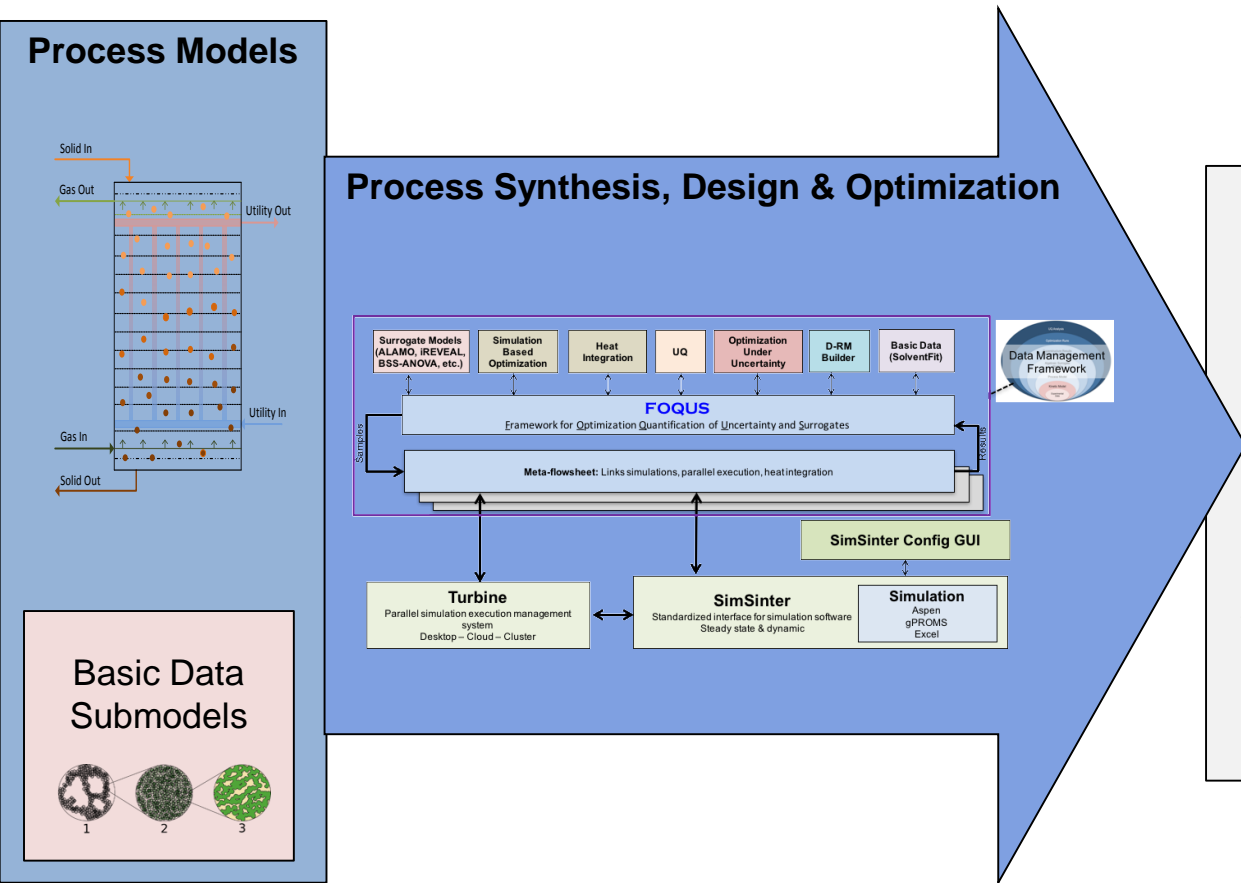 Process Models
Solid In
Gas Out
Utility Out
Utility In
Gas In
Solid Out
Basic Data
Submodels
1
2
3
Process Synthesis, Design & Optimization
Surrogate Models
(ALAMO, iREVEAL,
BSS-ANOVA, etc.)
Simulation
Based
Optimization
Heat
Integration
UQ
Optimization
Under
Uncertainty
D-RM
Builder
Basic Data
(SolventFit)
Data Management
Framework
FOQUS
Framework for Optimization Quantification of Uncertainty and Surrogates
Samples
Results
Meta-flowsheet: Links simulations, parallel execution, heat integration
SimSinter Config GUI
Turbine
Parallel simulation execution management
system
Desktop – Cloud – Cluster
SimSinter
Standardized interface for simulation software
Steady state & dynamic
Simulation
Aspen
gPROMS
Excel